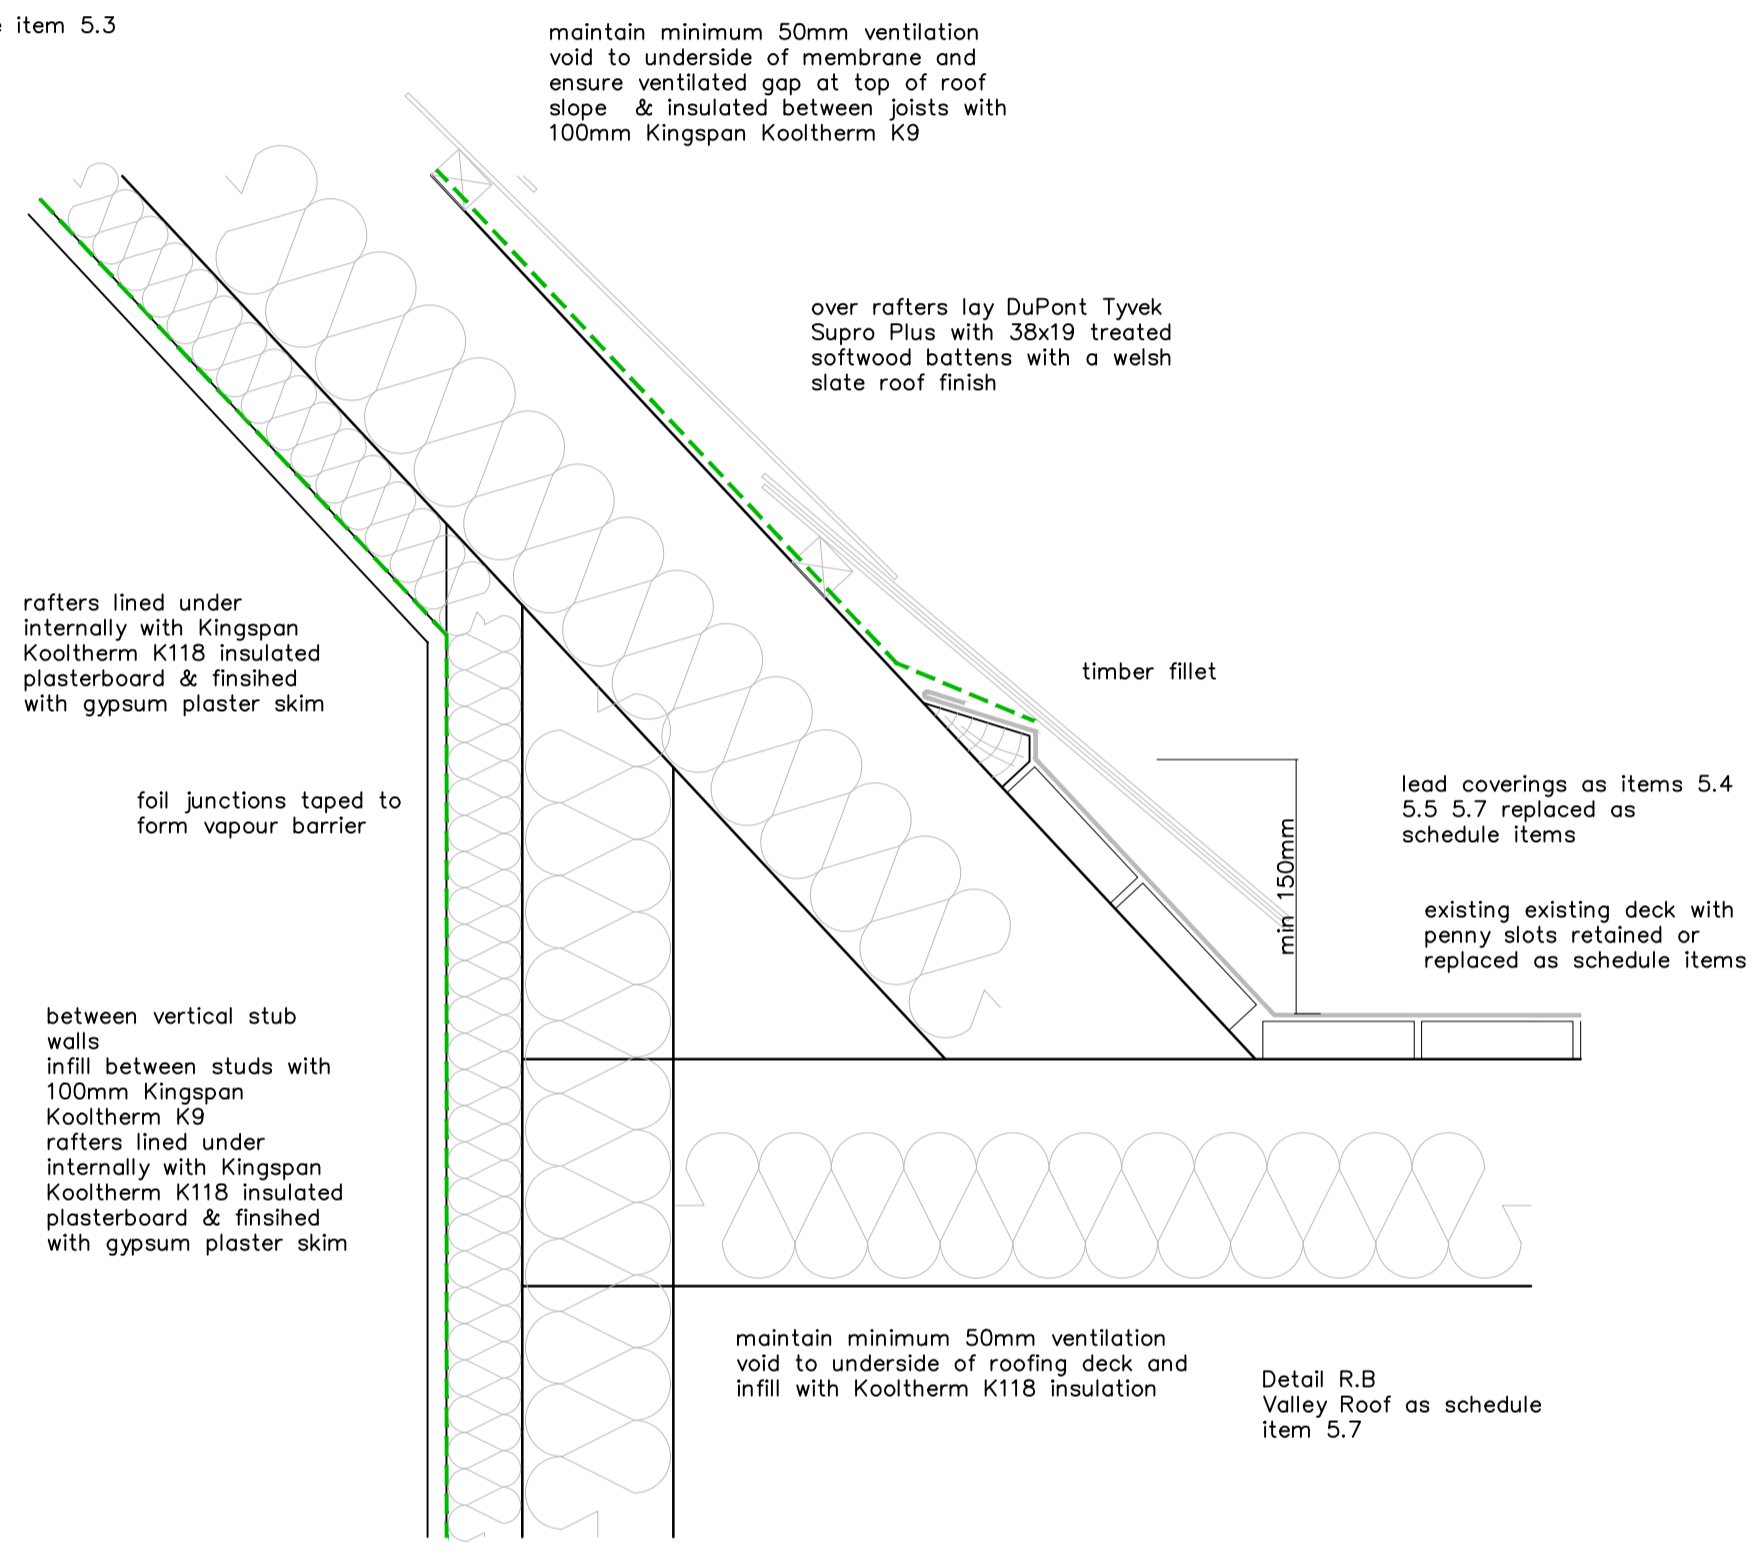 item 5.3
maintain minimum 50mm ventilation
void to underside of membrane and
ensure ventilated gap at top of roof
slope & insulated between joists with
100mm Kingspan Kooltherm K9
over rafters lay DuPont Tyvek
Supro Plus with 38x19 treated
softwood battens with a welsh
slate roof finish
rafters lined under
internally with Kingspan
Kooltherm K118 insulated
plasterboard & finsihed
with gypsum plaster skim
timber fillet
foil junctions taped to
form vapour barrier
min 150mm
lead coverings as items 5.4
5.5 5.7 replaced as
schedule items
existing existing deck with
penny slots retained or
replaced as schedule items
between vertical stub
walls
infill between studs with
100mm Kingspan
Kooltherm K9
rafters lined under
internally with Kingspan
Kooltherm K118 insulated
plasterboard & finsihed
with gypsum plaster skim
maintain minimum 50mm ventilation
void to underside of roofing deck and
infill with Kooltherm K118 insulation
Detail R.B
Valley Roof as schedule
item 5.7